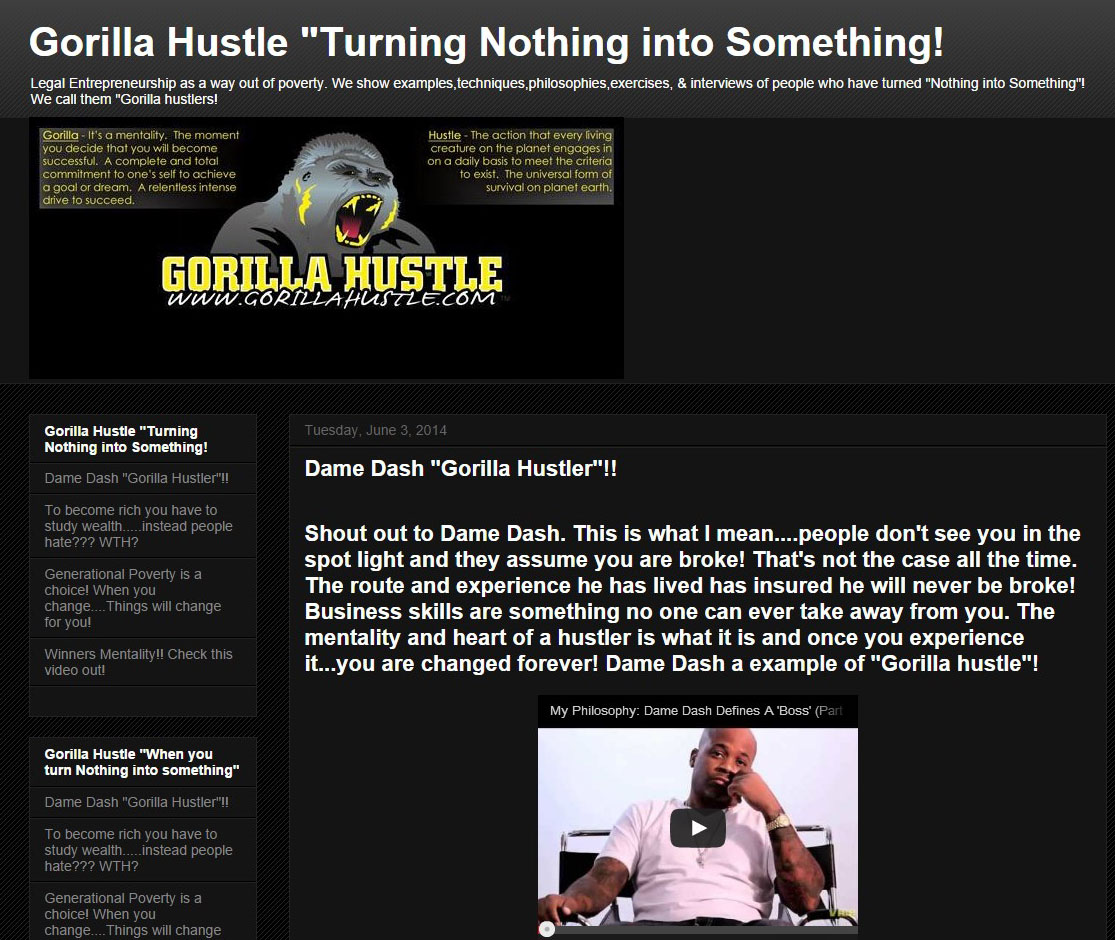 Gorilla Hustle "Turning Nothing into Something!
Legal Entrepreneurship as a way out of poverty. We show examples,techniques,philosophies,exercises, & interviews of people who have turned "Nothing into Something"!
We call them "Gorilla hustlers!
Gorilla - It's a mentality. The moment
you decide that you will become
successful. A complete and total
commitment to one's self to achieve
a goal or dream. A relentless intense
drive to succeed.
Hustle - The action that every living
creature on the planet engages in
on a daily basis to meet the criteria
to exist. The universal form of
survival on planet earth.
GORILLA HUSTLE
WWW.GORILLAHUSTLE.COM
TM
Gorilla Hustle "Turning
Nothing into Something!
Dame Dash "Gorilla Hustler"!!
To become rich you have to
study wealth.....instead people
hate??? WTH?
Generational Poverty is a
choice! When you
change....Things will change
for you!
Winners Mentality!! Check this
video out!
Gorilla Hustle "When you
turn Nothing into something"
Dame Dash "Gorilla Hustler"!!
To become rich you have to
study wealth.....instead people
hate??? WTH?
Generational Poverty is a
choice! When you
change....Things will change
Tuesday, June 3, 2014
Dame Dash "Gorilla Hustler"!!
Shout out to Dame Dash. This is what I mean....people don't see you in the
spot light and they assume you are broke! That's not the case all the time.
The route and experience he has lived has insured he will never be broke!
Business skills are something no one can ever take away from you. The
mentality and heart of a hustler is what it is and once you experience
it...you are changed forever! Dame Dash a example of "Gorilla hustle"!
My Philosophy: Dame Dash Defines A 'Boss' (Part